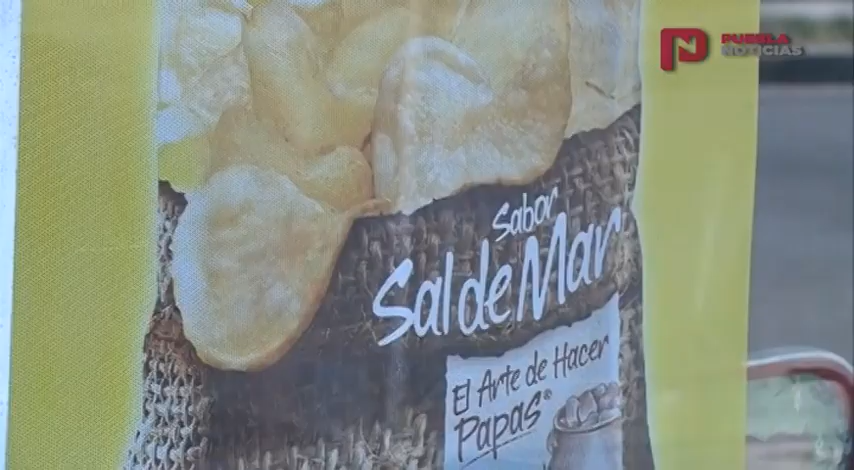 PUEBLA
NOTICIAS
Sabor
Sal de Mar
El Arte de Hacer
Papas®